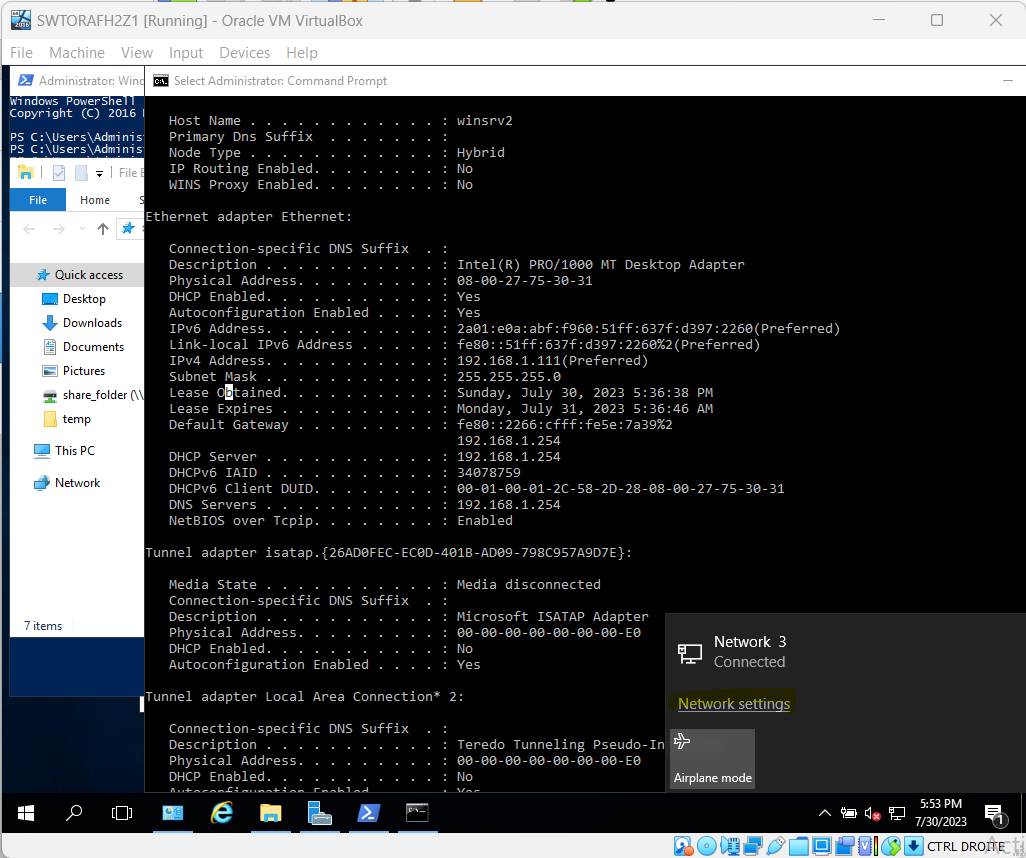 SWTORAFH2Z1 [Running] - Oracle VM VirtualBox
File Machine View Input Devices Help
Administrator: Wind
Select Administrator: Command Prompt
Windows PowerShell
Copyright (C) 2016
PS C:\Users\Adminis
PS C:\Users\Adminis
File
File Home
Quick access
Desktop
Downloads
Documents
Pictures
share_folder (\\
temp
This PC
Network
7 items
Host Name . . . . . . . . . . . . : winsrv2
Primary Dns Suffix . . . . . . . :
Node Type . . . . . . . . . . . . : Hybrid
IP Routing Enabled. . . . . . . . : No
WINS Proxy Enabled. . . . . . . . : No
Ethernet adapter Ethernet:
Connection-specific DNS Suffix . :
Description . . . . . . . . . . . : Intel(R) PRO/1000 MT Desktop Adapter
Physical Address. . . . . . . . . : 08-00-27-75-30-31
DHCP Enabled. . . . . . . . . . . : Yes
Autoconfiguration Enabled . . . . : Yes
IPv6 Address. . . . . . . . . . . : 2a01:e0a:abf:f960:51ff:637f:d397:2260(Preferred)
Link-local IPv6 Address . . . . . : fe80::51ff:637f:d397:2260%2(Preferred)
IPv4 Address. . . . . . . . . . . : 192.168.1.111(Preferred)
Subnet Mask . . . . . . . . . . . : 255.255.255.0
Lease Obtained. . . . . . . . . . : Sunday, July 30, 2023 5:36:38 PM
Lease Expires . . . . . . . . . . : Monday, July 31, 2023 5:36:46 AM
Default Gateway . . . . . . . . . : fe80::2266:cfff:fe5e:7a39%2
192.168.1.254
DHCP Server . . . . . . . . . . . : 192.168.1.254
DHCPv6 IAID . . . . . . . . . . . : 34078759
DHCPv6 Client DUID. . . . . . . . : 00-01-00-01-2C-58-2D-28-08-00-27-75-30-31
DNS Servers . . . . . . . . . . . : 192.168.1.254
NetBIOS over Tcpip. . . . . . . . : Enabled
Tunnel adapter isatap.{26AD0FEC-EC0D-401B-AD09-798C957A9D7E}:
Media State . . . . . . . . . . . : Media disconnected
Connection-specific DNS Suffix . :
Description . . . . . . . . . . . : Microsoft ISATAP Adapter
Physical Address. . . . . . . . . : 00-00-00-00-00-00-00-E0
DHCP Enabled. . . . . . . . . . . : No
Autoconfiguration Enabled . . . . : Yes
Tunnel adapter Local Area Connection* 2:
Connection-specific DNS Suffix . :
Description . . . . . . . . . . . : Teredo Tunneling Pseudo-In
Physical Address. . . . . . . . . : 00-00-00-00-00-00-00-E0
DHCP Enabled. . . . . . . . . . . : No
Autoconfiguration Enabled . . . . : Yes
Network 3
Connected
Network settings
Airplane mode
5:53 PM
7/30/2023
1
CTRL DROITE